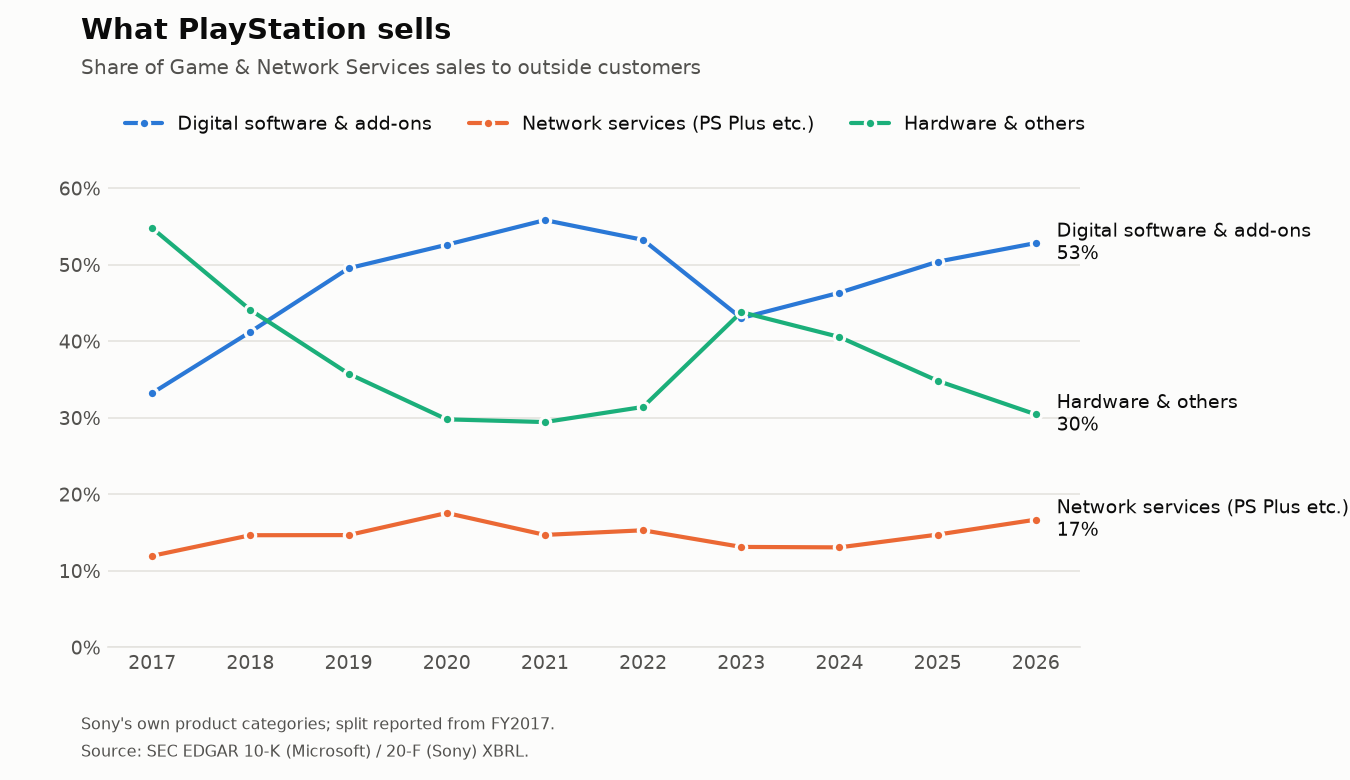 What PlayStation sells
Share of Game & Network Services sales to outside customers
Digital software & add-ons
Network services (PS Plus etc.)
Hardware & others
60%
50%
40%
30%
20%
10%
0%
Digital software & add-ons
53%
Hardware & others
30%
Network services (PS Plus etc.)
17%
2017 2018 2019 2020 2021 2022 2023 2024 2025 2026
Sony's own product categories; split reported from FY2017.
Source: SEC EDGAR 10-K (Microsoft) / 20-F (Sony) XBRL.